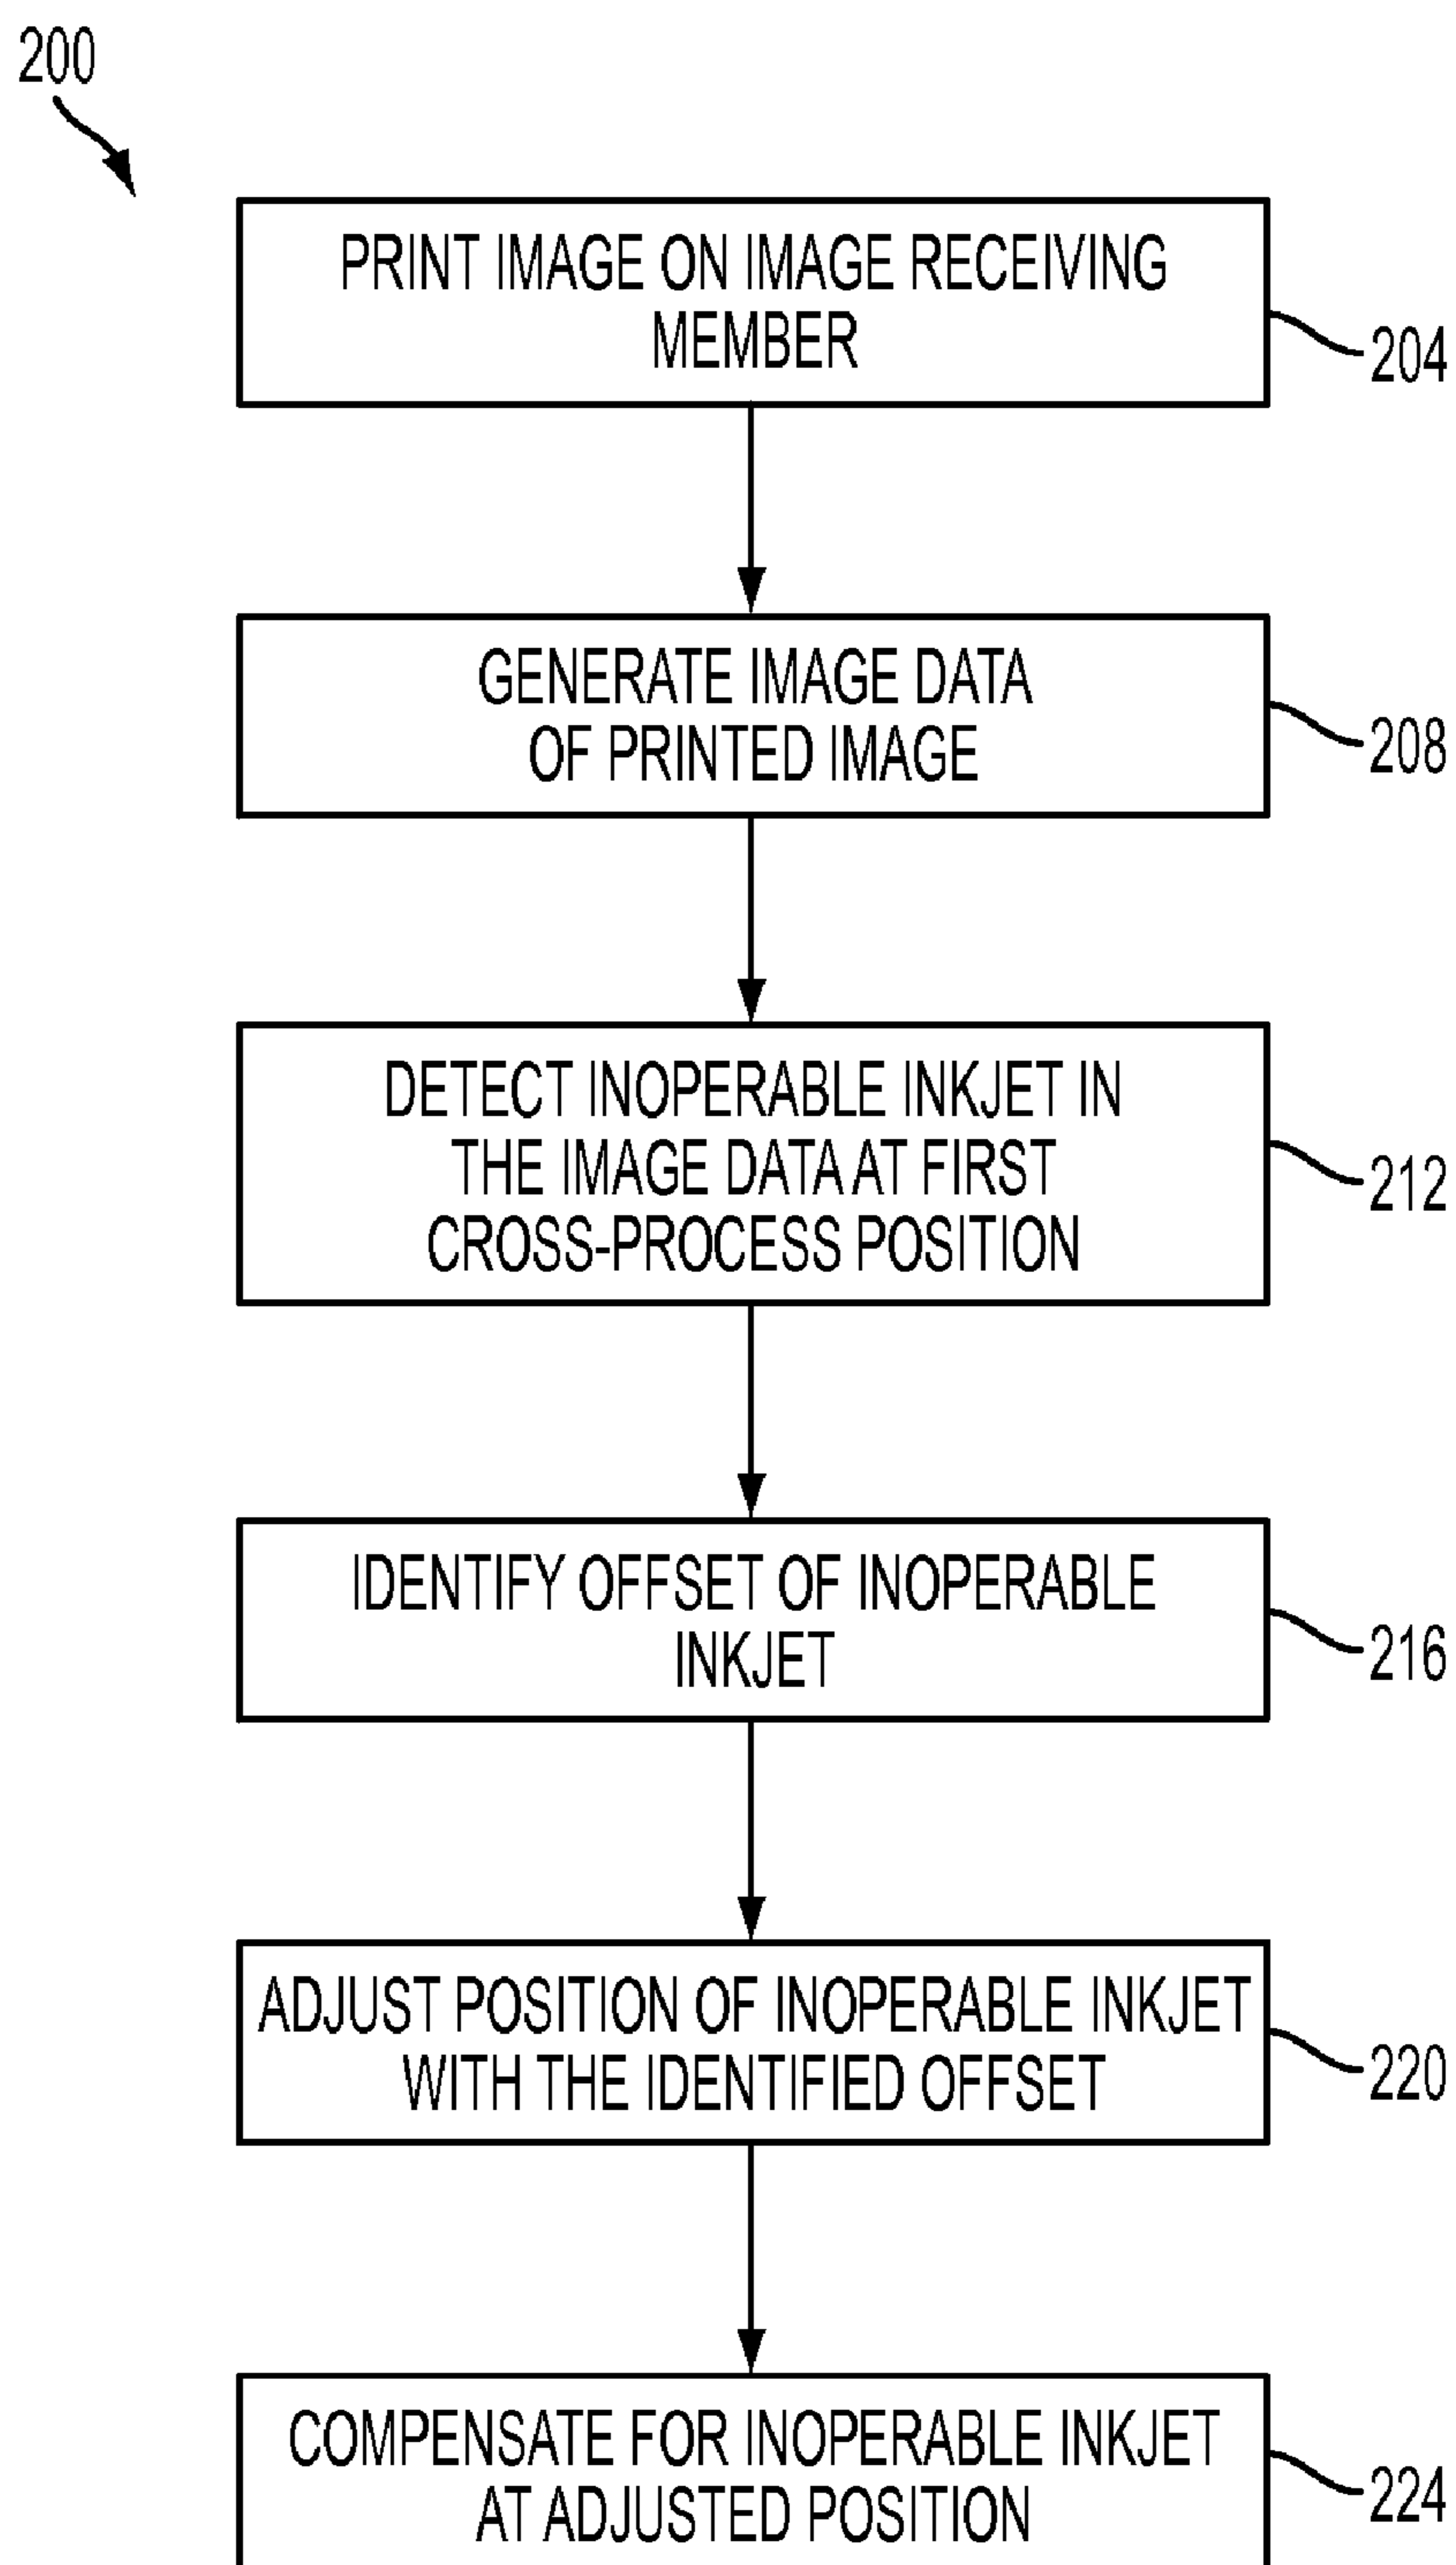 200
PRINT IMAGE ON IMAGE RECEIVING
MEMBER
204
GENERATE IMAGE DATA
OF PRINTED IMAGE
208
DETECT INOPERABLE INKJET IN
THE IMAGE DATA AT FIRST
CROSS-PROCESS POSITION
212
IDENTIFY OFFSET OF INOPERABLE
INKJET
216
ADJUST POSITION OF INOPERABLE INKJET
WITH THE IDENTIFIED OFFSET
220
COMPENSATE FOR INOPERABLE INKJET
AT ADJUSTED POSITION
224